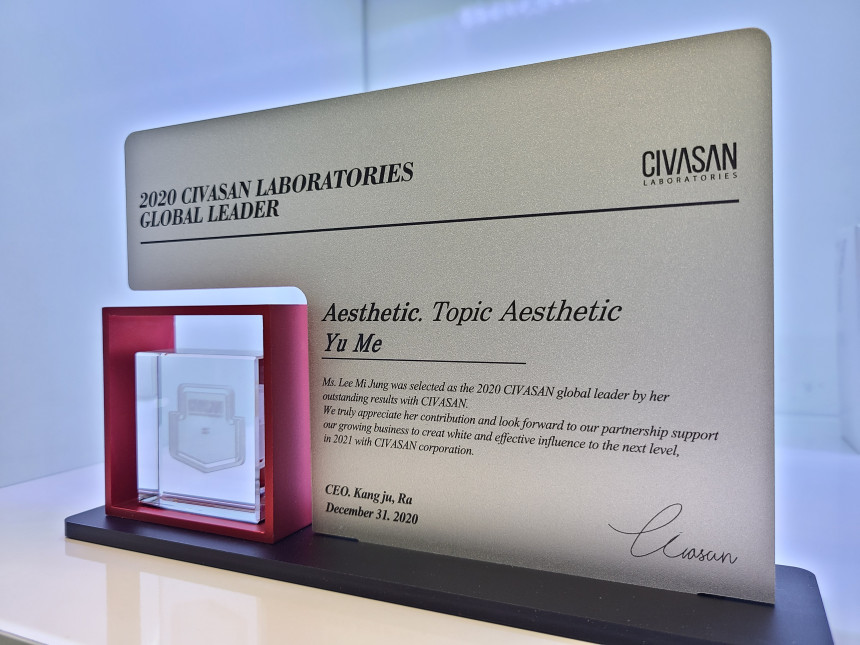 2020 CIVASAN LABORATORIES
GLOBAL LEADER
CIVASAN
LABORATORIES
Aesthetic. Topic Aesthetic
Yu Me
Ms. Lee Mi Jung was selected as the 2020 CIVASAN global leader by her
outstanding results with CIVASAN.
We truly appreciate her contribution and look forward to our partnership support
our growing business to creat white and effective influence to the next level,
in 2021 with CIVASAN corporation.
CEO. Kang ju, Ra
December 31. 2020
Civasan